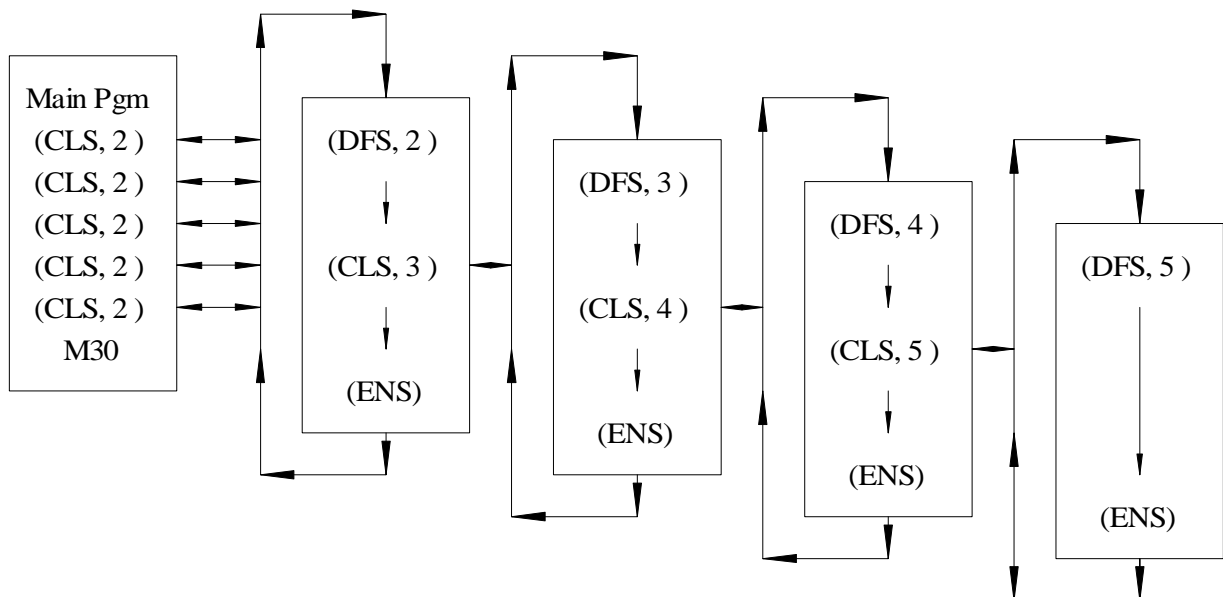 Main Pgm
(CLS, 2 )
(CLS, 2 )
(CLS, 2 )
(CLS, 2 )
(CLS, 2 )
M30
(DFS, 2 )
(CLS, 3 )
(ENS)
(DFS, 3 )
(CLS, 4 )
(ENS)
(DFS, 4 )
(CLS, 5 )
(ENS)
(DFS, 5 )
(ENS)